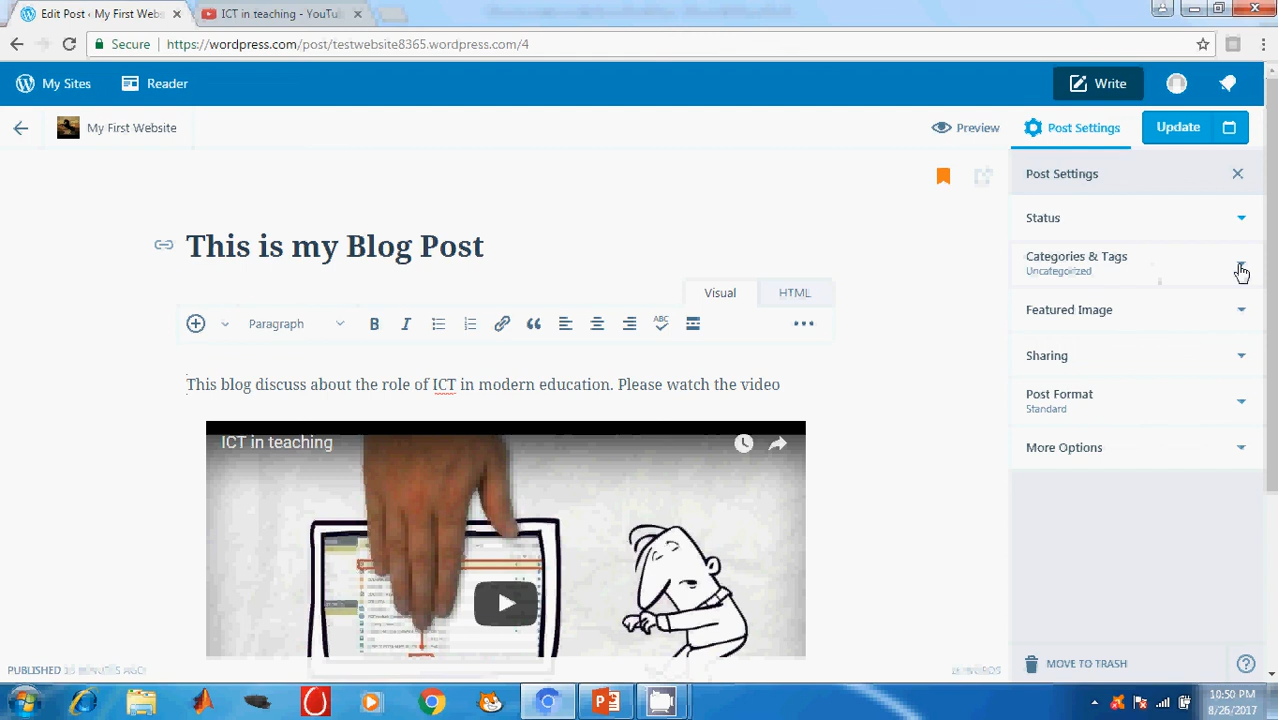 Edit Post ‹ My First Webs
ICT in teaching - YouTu
Secure
https://wordpress.com/post/testwebsite8365.wordpress.com/4
My Sites
Reader
Write
My First Website
Preview
Post Settings
Update
Post Settings
Status
This is my Blog Post
Categories & Tags
Uncategorized
Visual
HTML
Featured Image
Paragraph
B
I
ABC
Sharing
This blog discuss about the role of ICT in modern education. Please watch the video
Post Format
Standard
ICT in teaching
More Options
PUBLISHED MINUTES AGO
WORDS
MOVE TO TRASH
10:50 PM
8/26/2017